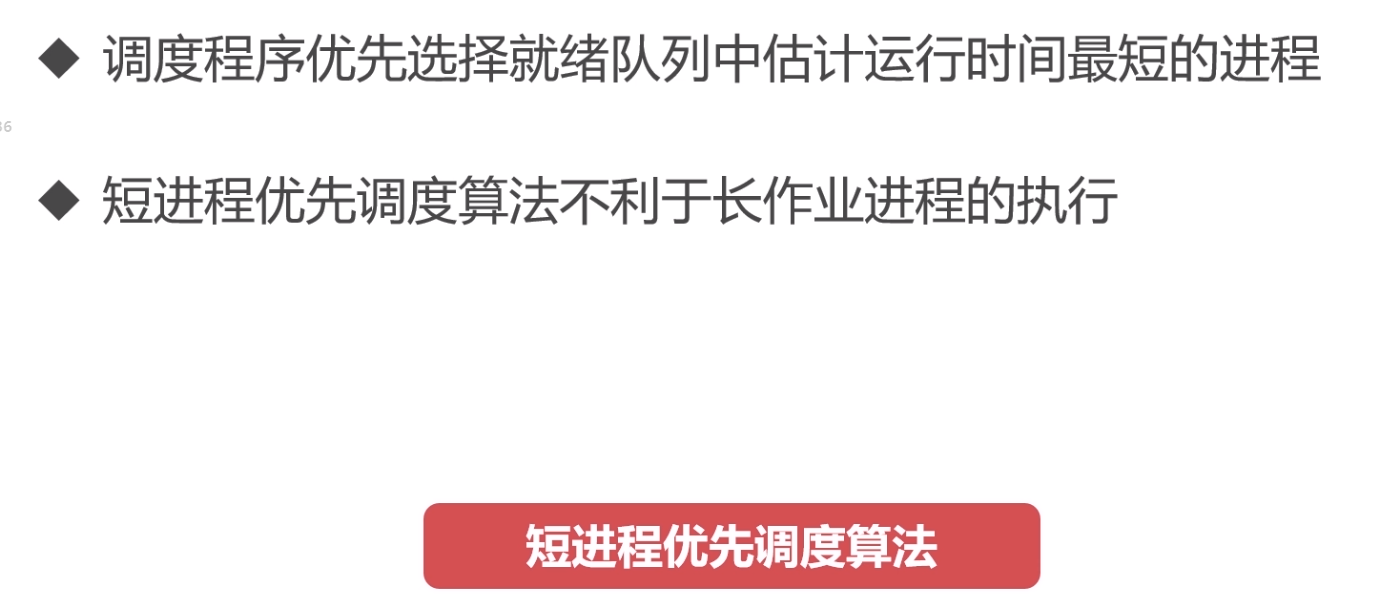 ◆ 调度程序优先选择就绪队列中估计运行时间最短的进程
◆ 短进程优先调度算法不利于长作业进程的执行
短进程优先调度算法